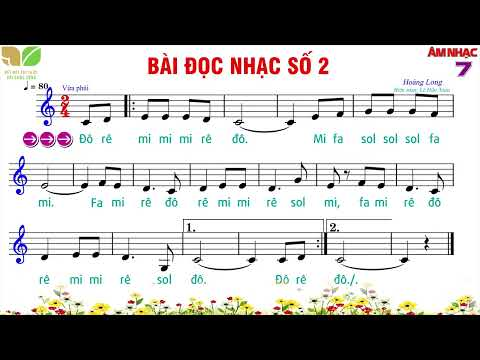 ÂM NHẠC
7
BÀI ĐỌC NHẠC SỐ 2
Hoàng Long
= 80
Vừa phải
2
4
Đô rê mi mi mi rê đô. Mi fa sol sol sol fa
mi. Fa mi rê đô rê mi mi rê sol mi, fa mi rê đô
1.
2.
rê mi mi rê sol đô. Đô rê đô./.